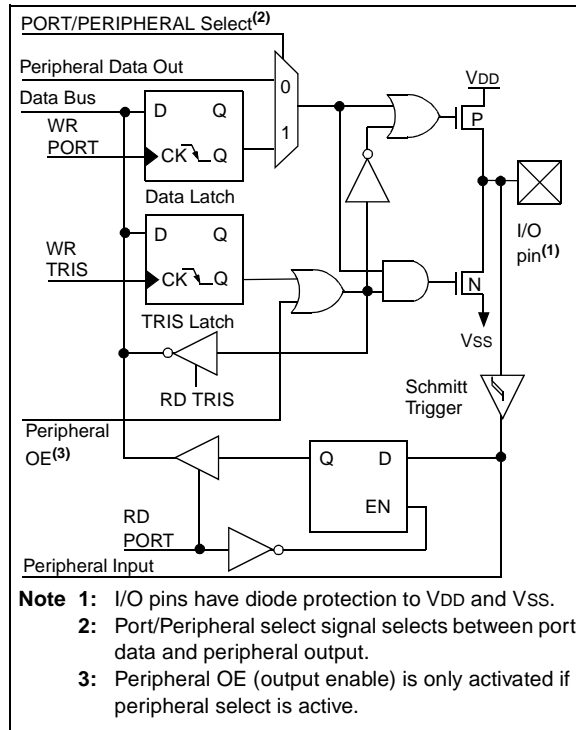 PORT/PERIPHERAL Select(2)
Peripheral Data Out
Data Bus
WR
PORT
D Q
CK Q
Data Latch
0
1
VDD
P
I/O
pin(1)
WR
TRIS
D Q
CK Q
TRIS Latch
N
VSS
RD TRIS
Schmitt
Trigger
Peripheral
OE(3)
Q D
EN
RD
PORT
Peripheral Input
Note 1: I/O pins have diode protection to VDD and VSS.
2: Port/Peripheral select signal selects between port
data and peripheral output.
3: Peripheral OE (output enable) is only activated if
peripheral select is active.